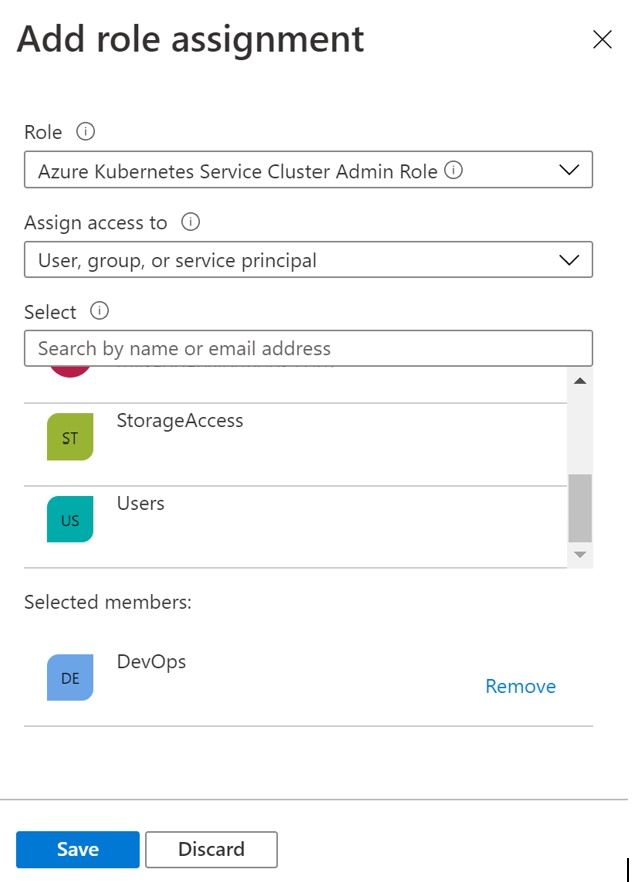 Add role assignment
Role
Azure Kubernetes Service Cluster Admin Role
Assign access to
User, group, or service principal
Select
Search by name or email address
ST StorageAccess
US Users
Selected members:
DE DevOps
Remove
Save Discard